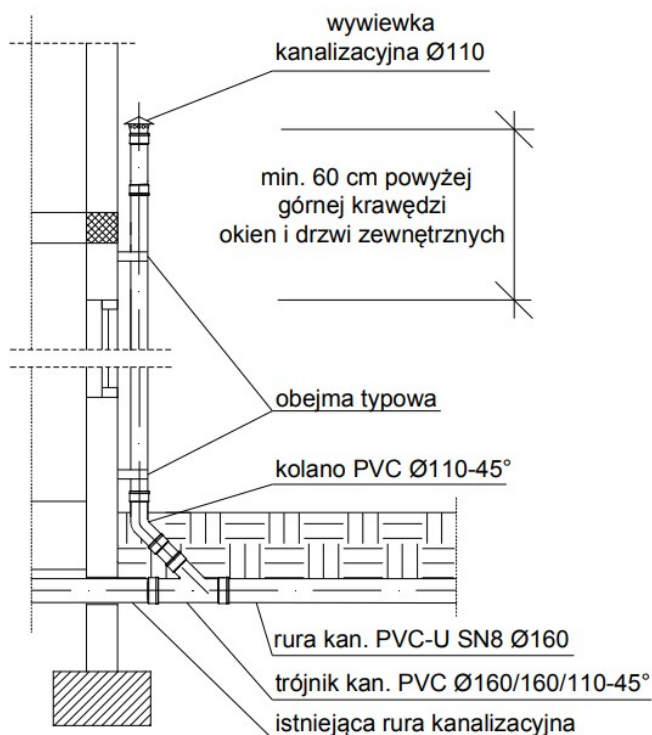 wywiewka
kanalizacyjna Ø110
min. 60 cm powyżej
górnej krawędzi
okien i drzwi zewnętrznych
obejma typowa
kolano PVC Ø110-45°
rura kan. PVC-U SN8 Ø160
trójnik kan. PVC Ø160/160/110-45°
istniejąca rura kanalizacyjna